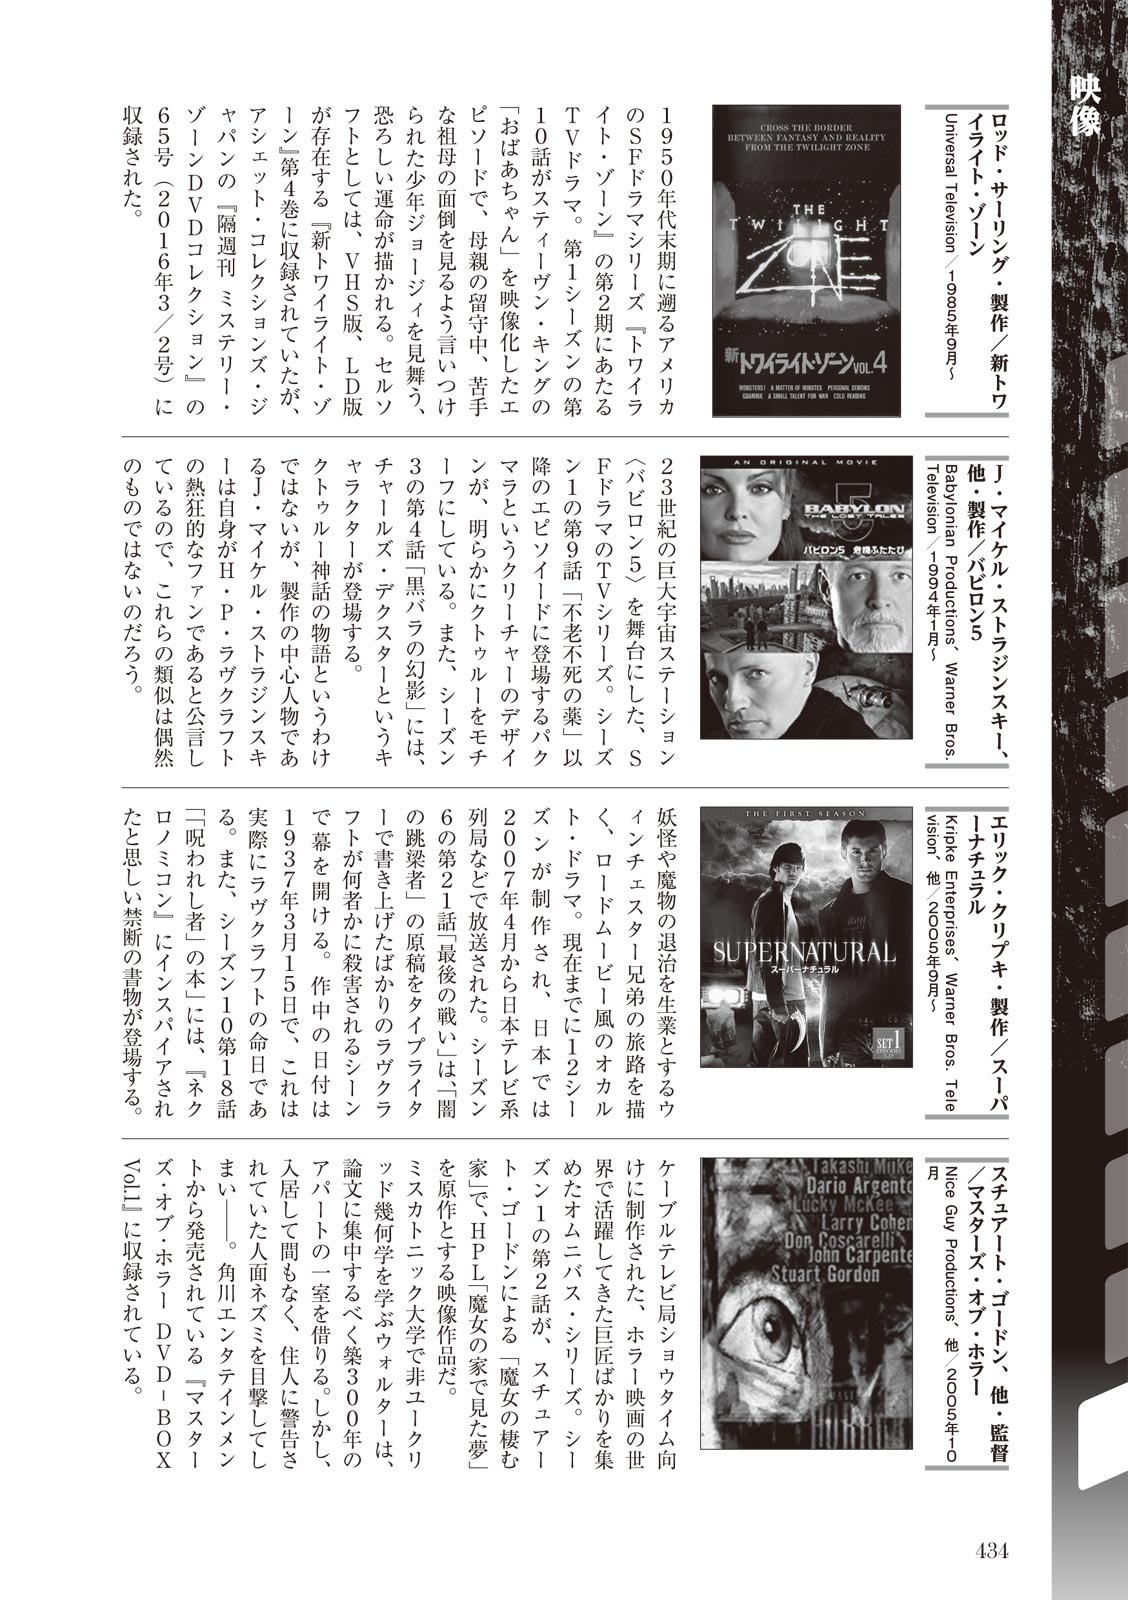 映像
ロッド・サーリング・製作／新トワ
イライト・ゾーン
Universal Television／1985年9月〜
CROSS THE BORDER
BETWEEN FANTASY AND REALITY
FROM THE TWILIGHT ZONE
THE
TWILIGHT
ZONE
新トワイライト・ゾーンVOL.4
MONSTERS! A MATTER OF MINUTES PERSONAL DEMONS
GRAMMA A SMALL TALENT FOR WAR COLD READING
1950年代末期に遡るアメリカ
のSFドラマシリーズ『トワイラ
イト・ゾーン』の第2期にあたる
TVドラマ。第1シーズンの第
10話がスティーヴン・キングの
「おばあちゃん」を映像化したエ
ピソードで、母親の留守中、苦手
な祖母の面倒を見るよう言いつけ
られた少年ジョージィを見舞う、
恐ろしい運命が描かれる。セルソ
フトとしては、VHS版、LD版
が存在する『新トワイライト・ゾ
ーン』第4巻に収録されていたが、
アシェット・コレクションズ・ジ
ャパンの『隔週刊 ミステリー・
ゾーンDVDコレクション』の
65号（2016年3／2号）に
収録された。
J・マイケル・ストラジンスキー、
他・製作／バビロン5
Babylonian Productions、Warner Bros.
Television／1994年1月〜
AN ORIGINAL MOVIE
5
BABYLON
THE LOST TALES
バビロン5 危機ふたたび
23世紀の巨大宇宙ステーション
〈バビロン5〉を舞台にした、S
FドラマのTVシリーズ。シーズ
ン1の第9話「不老不死の薬」以
降のエピソイードに登場するパク
マラというクリーチャーのデザイ
ンが、明らかにクトゥルーをモチ
ーフにしている。また、シーズン
3の第4話「黒バラの幻影」には、
チャールズ・デクスターというキ
ャラクターが登場する。
クトゥルー神話の物語というわけ
ではないが、製作の中心人物であ
るJ・マイケル・ストラジンスキ
ーは自身がH・P・ラヴクラフト
の熱狂的なファンであると公言し
ているので、これらの類似は偶然
のものではないのだろう。
エリック・クリプキ・製作／スーパ
ーナチュラル
Kripke Enterprises、Warner Bros. Tele
vision、他／2005年9月〜
THE FIRST SEASON
SUPERNATURAL
スーパーナチュラル
SET 1
妖怪や魔物の退治を生業とするウ
ィンチェスター兄弟の旅路を描
く、ロードムービー風のオカル
ト・ドラマ。現在までに12シー
ズンが制作され、日本では
2007年4月から日本テレビ系
列局などで放送された。シーズン
6の第21話「最後の戦い」は、「闇
の跳梁者」の原稿をタイプライタ
ーで書き上げたばかりのラヴクラ
フトが何者かに殺害されるシーン
で幕を開ける。作中の日付は
1937年3月15日で、これは
実際にラヴクラフトの命日であ
る。また、シーズン10第18話
「「呪われし者」の本」には、『ネク
ロノミコン』にインスパイアされ
たと思しい禁断の書物が登場する。
スチュアート・ゴードン、他・監督
／マスターズ・オブ・ホラー
Nice Guy Productions、他／2005年10
月
Takashi Miike
Dario Argento
Lucky McKee
Larry Cohen
Don Coscarelli
John Carpente
Stuart Gordon
HORROR
ケーブルテレビ局ショウタイム向
けに制作された、ホラー映画の世
界で活躍してきた巨匠ばかりを集
めたオムニバス・シリーズ。シー
ズン1の第2話が、スチュアー
ト・ゴードンによる「魔女の棲む
家」で、HPL「魔女の家で見た夢」
を原作とする映像作品だ。
ミスカトニック大学で非ユークリ
ッド幾何学を学ぶウォルターは、
論文に集中するべく築300年の
アパートの一室を借りる。しかし、
入居して間もなく、住人に警告さ
れていた人面ネズミを目撃してし
まい――。角川エンタテインメン
トから発売されている『マスター
ズ・オブ・ホラー DVD-BOX
Vol.1』に収録されている。
434